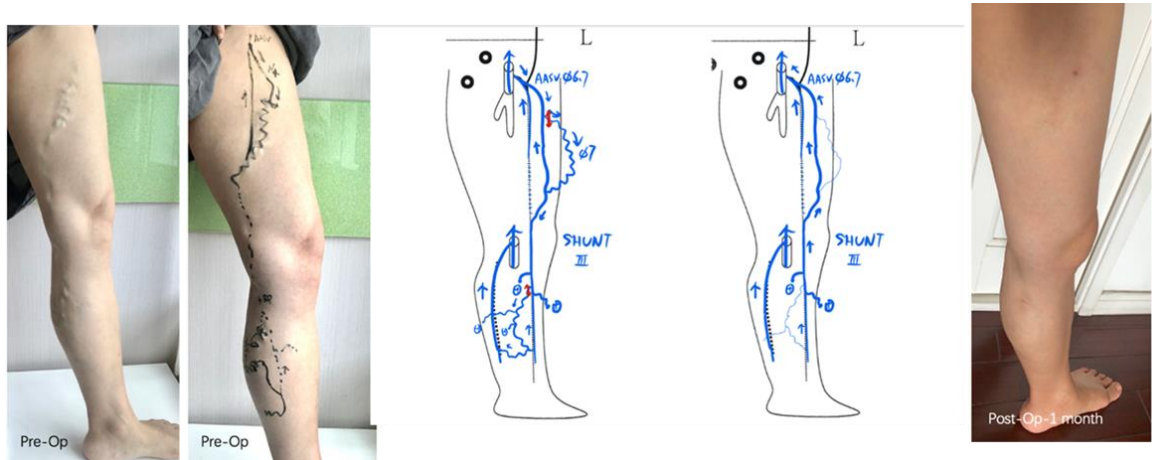 Pre-Op
Pre-Op
L
AASV Ø6.7
Ø7
SHUNT
III
L
AASV Ø6.7
SHUNT
III
Post-Op-1 month